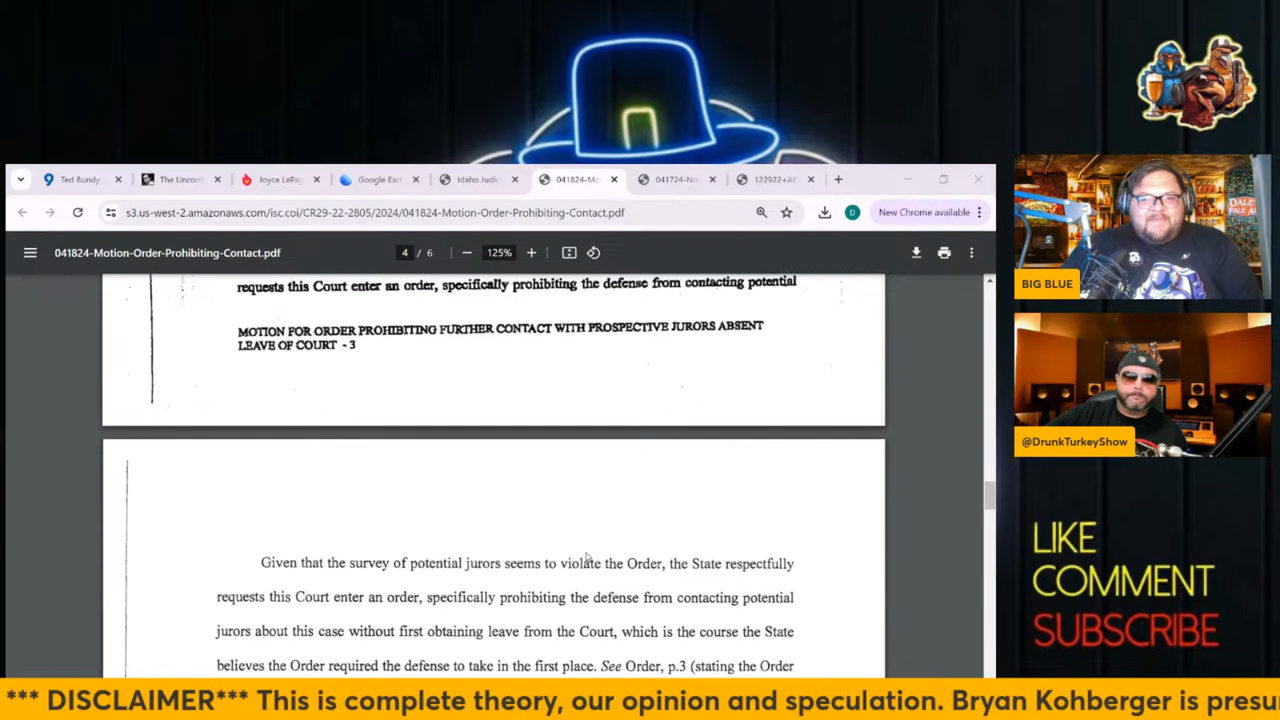 Ted Bundy
The Uncon
Joyce LePa
Google Ear
Idaho Judi
041824-Mo
041724-No
122922+A
s3.us-west-2.amazonaws.com/isc.coi/CR29-22-2805/2024/041824-Motion-Order-Prohibiting-Contact.pdf
D
New Chrome available
041824-Motion-Order-Prohibiting-Contact.pdf
4 / 6
125%
requests this Court enter an order, specifically prohibiting the defense from contacting potential
MOTION FOR ORDER PROHIBITING FURTHER CONTACT WITH PROSPECTIVE JURORS ABSENT
LEAVE OF COURT - 3
Given that the survey of potential jurors seems to violate the Order, the State respectfully
requests this Court enter an order, specifically prohibiting the defense from contacting potential
jurors about this case without first obtaining leave from the Court, which is the course the State
believes the Order required the defense to take in the first place. See Order, p.3 (stating the Order
BIG BLUE
@DrunkTurkeyShow
LIKE
COMMENT
SUBSCRIBE
*** DISCLAIMER*** This is complete theory, our opinion and speculation. Bryan Kohberger is presu